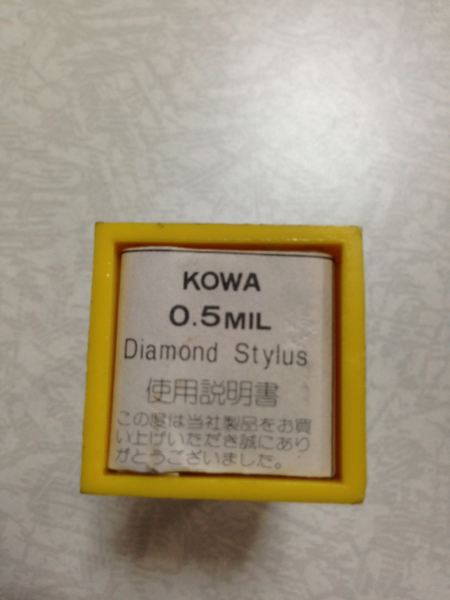 KOWA
0.5MIL
Diamond Stylus
使用説明書
この度は当社製品をお買
い上げいただき誠にあり
がとうございました。